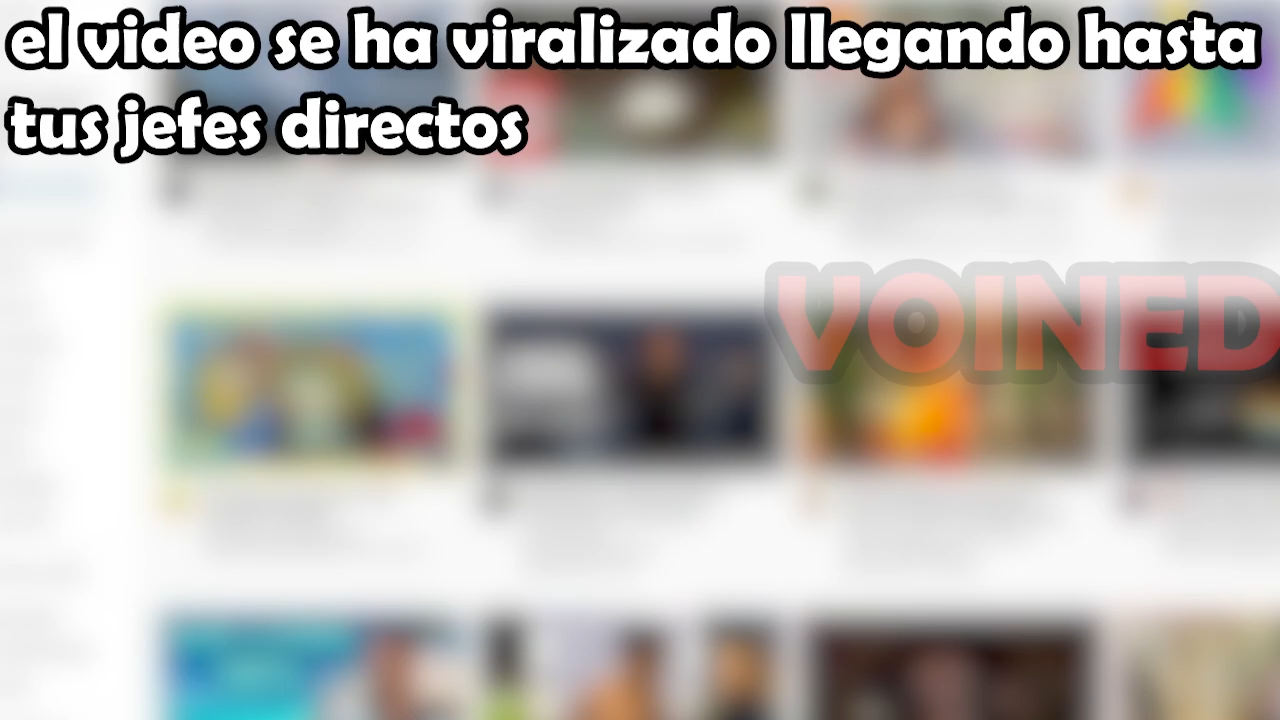 el video se ha viralizado llegando hasta
tus jefes directos
VOINED